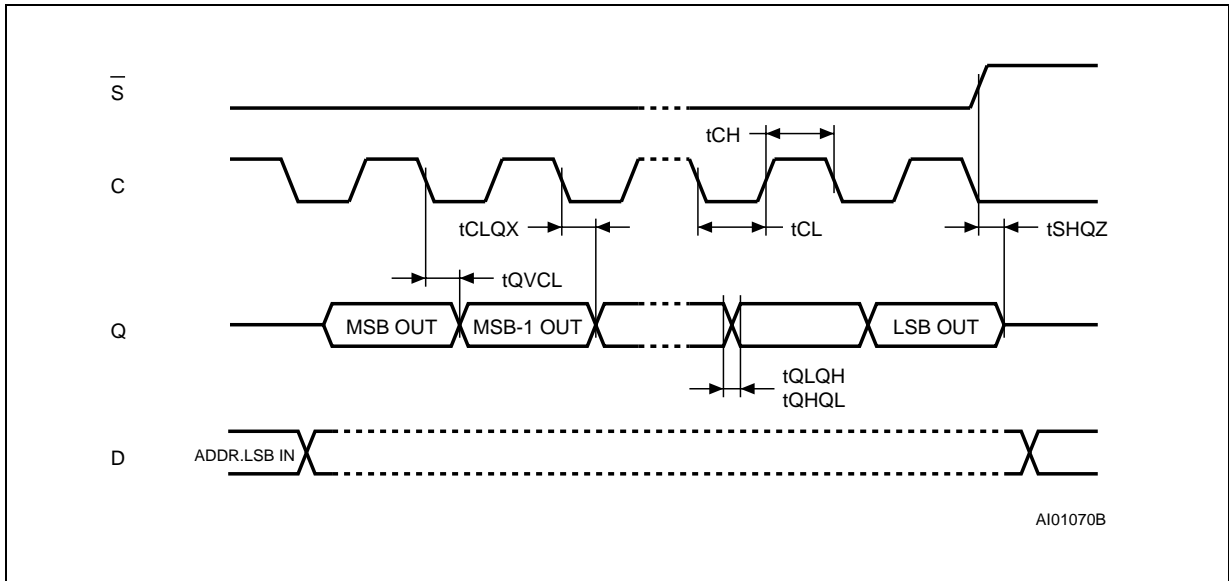 S
tCH
C
tCLQX
tCL
tSHQZ
tQVCL
Q
MSB OUT
MSB-1 OUT
LSB OUT
tQLQH
tQHQL
D
ADDR.LSB IN
AI01070B